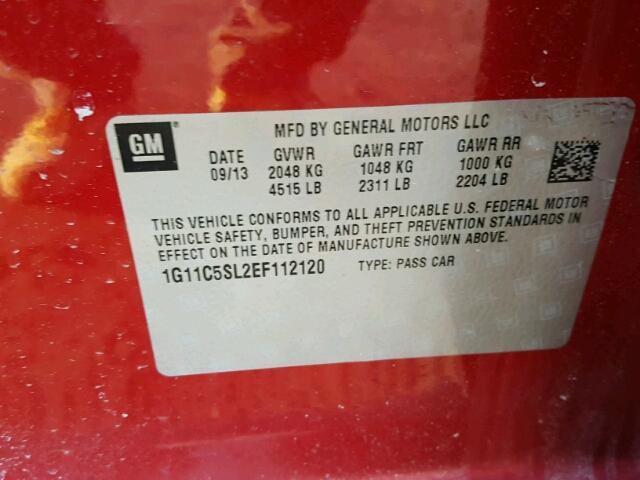 GM
MFD BY GENERAL MOTORS LLC
DATE GVWR GAWR FRT GAWR RR
09/13 2048 KG 1048 KG 1000 KG
4515 LB 2311 LB 2204 LB
THIS VEHICLE CONFORMS TO ALL APPLICABLE U.S. FEDERAL MOTOR
VEHICLE SAFETY, BUMPER, AND THEFT PREVENTION STANDARDS IN
EFFECT ON THE DATE OF MANUFACTURE SHOWN ABOVE.
1G11C5SL2EF112120 TYPE: PASS CAR